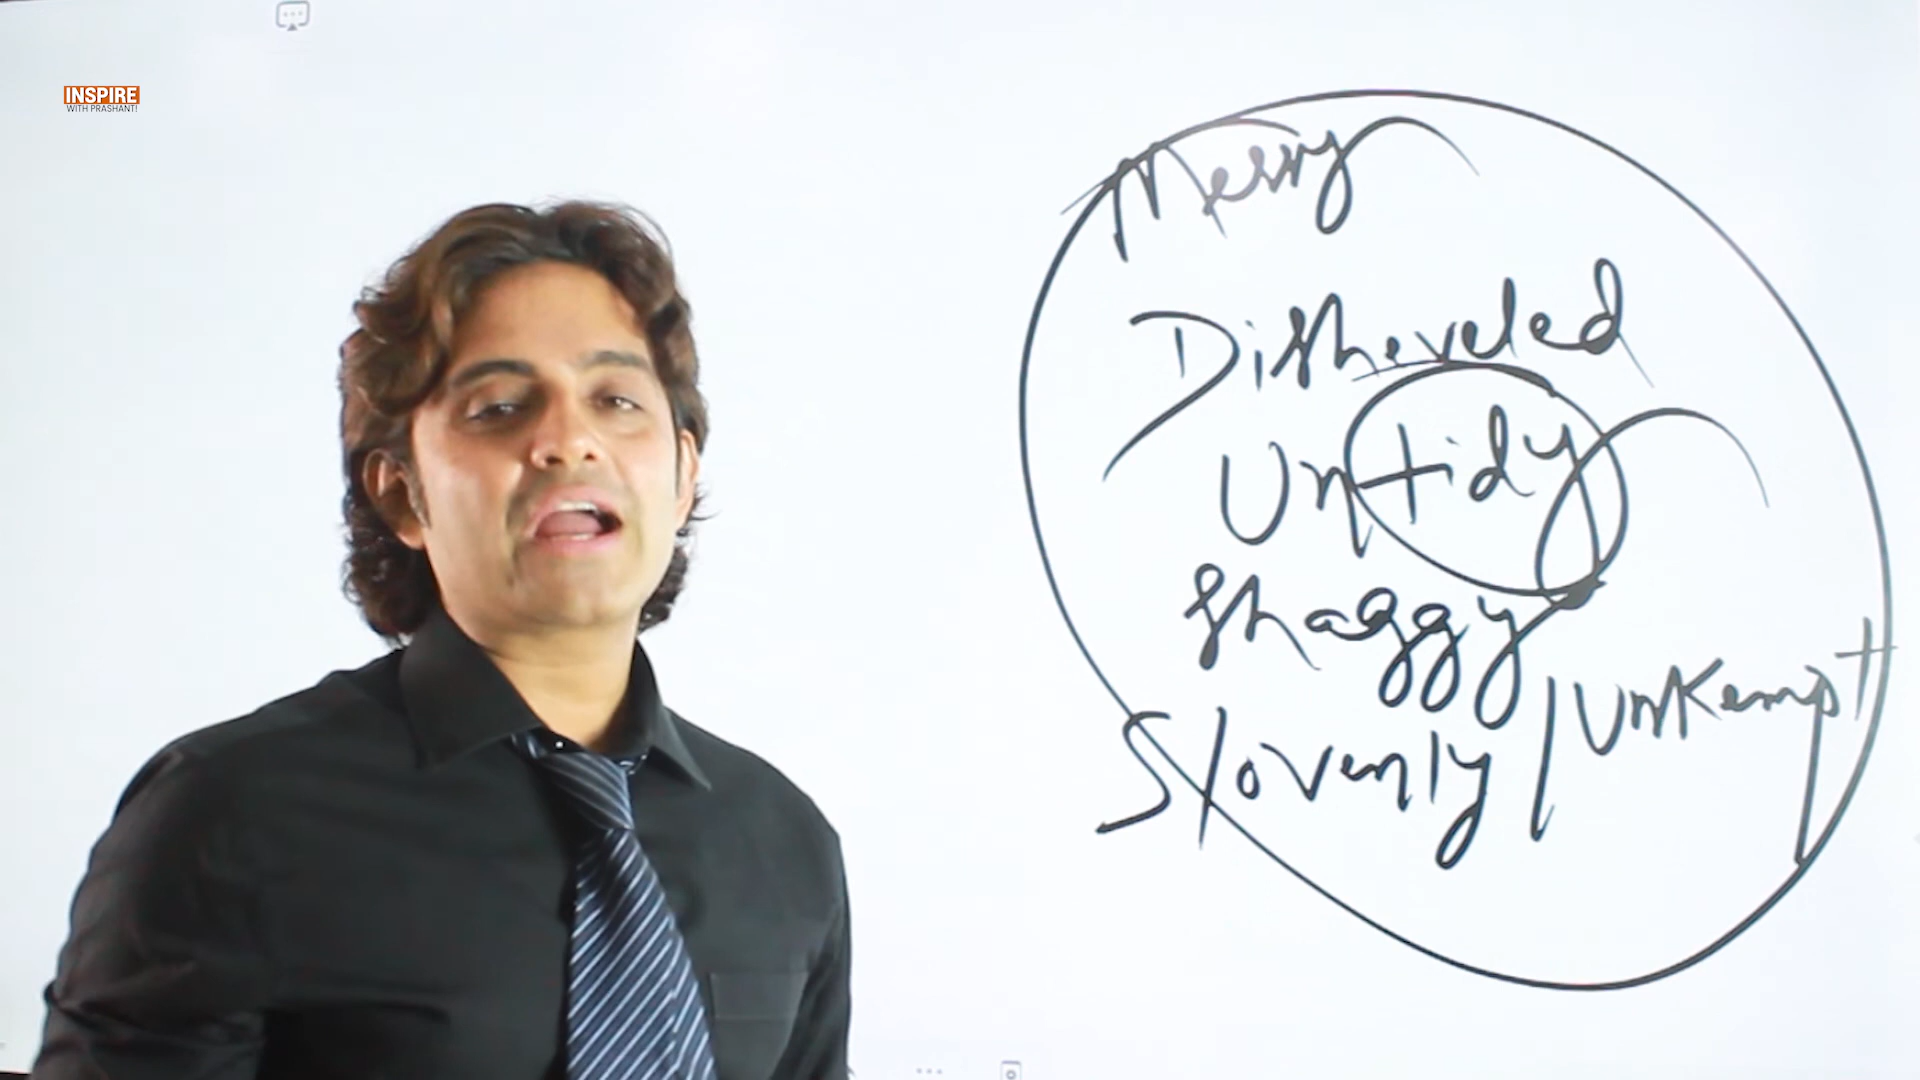 INSPIRE
WITH PRASHANT!
Messy
Disheveled
Untidy
Shaggy
Slovenly / Unkempt